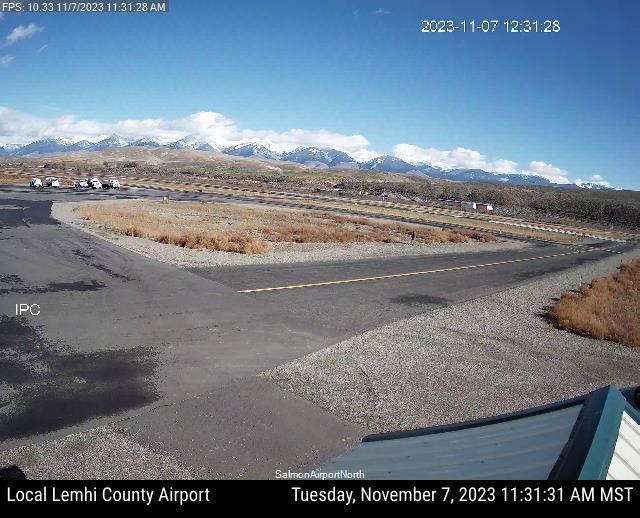 FPS: 10.33 11/7/2023 11:31:28 AM
2023-11-07 12:31:28
IPC
SalmonAirportNorth
Local Lemhi County Airport Tuesday, November 7, 2023 11:31:31 AM MST